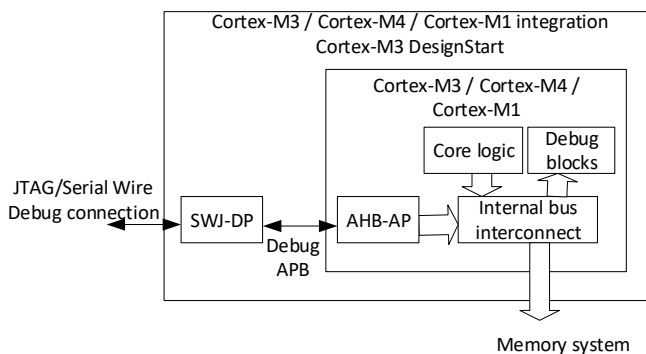 Cortex-M3 / Cortex-M4 / Cortex-M1 integration
Cortex-M3 DesignStart
Cortex-M3 / Cortex-M4 /
Cortex-M1
Core logic
Debug
blocks
JTAG/Serial Wire
Debug connection
SWJ-DP
Debug
APB
AHB-AP
Internal bus
interconnect
Memory system